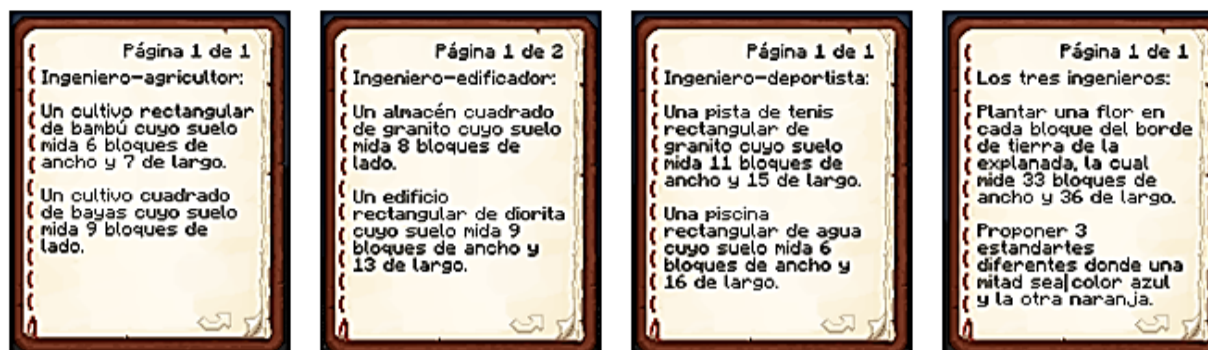 Página 1 de 1
Ingeniero-agricultor:
Un cultivo rectangular
de bambú cuyo suelo
mida 6 bloques de
ancho y 7 de largo.
Un cultivo cuadrado
de bayas cuyo suelo
mida 9 bloques de
lado.
Página 1 de 2
Ingeniero-edificador:
Un almacén cuadrado
de granito cuyo suelo
mida 8 bloques de
lado.
Un edificio
rectangular de diorita
cuyo suelo mida 9
bloques de ancho y
13 de largo.
Página 1 de 1
Ingeniero-deportista:
Una pista de tenis
rectangular de
granito cuyo suelo
mida 11 bloques de
ancho y 15 de largo.
Una piscina
rectangular de agua
cuyo suelo mida 6
bloques de ancho y
16 de largo.
Página 1 de 1
Los tres ingenieros:
Plantar una flor en
cada bloque del borde
de tierra de la
explanada, la cual
mide 33 bloques de
ancho y 36 de largo.
Proponer 3
estandartes
diferentes donde una
mitad sea color azul
y la otra naranja.